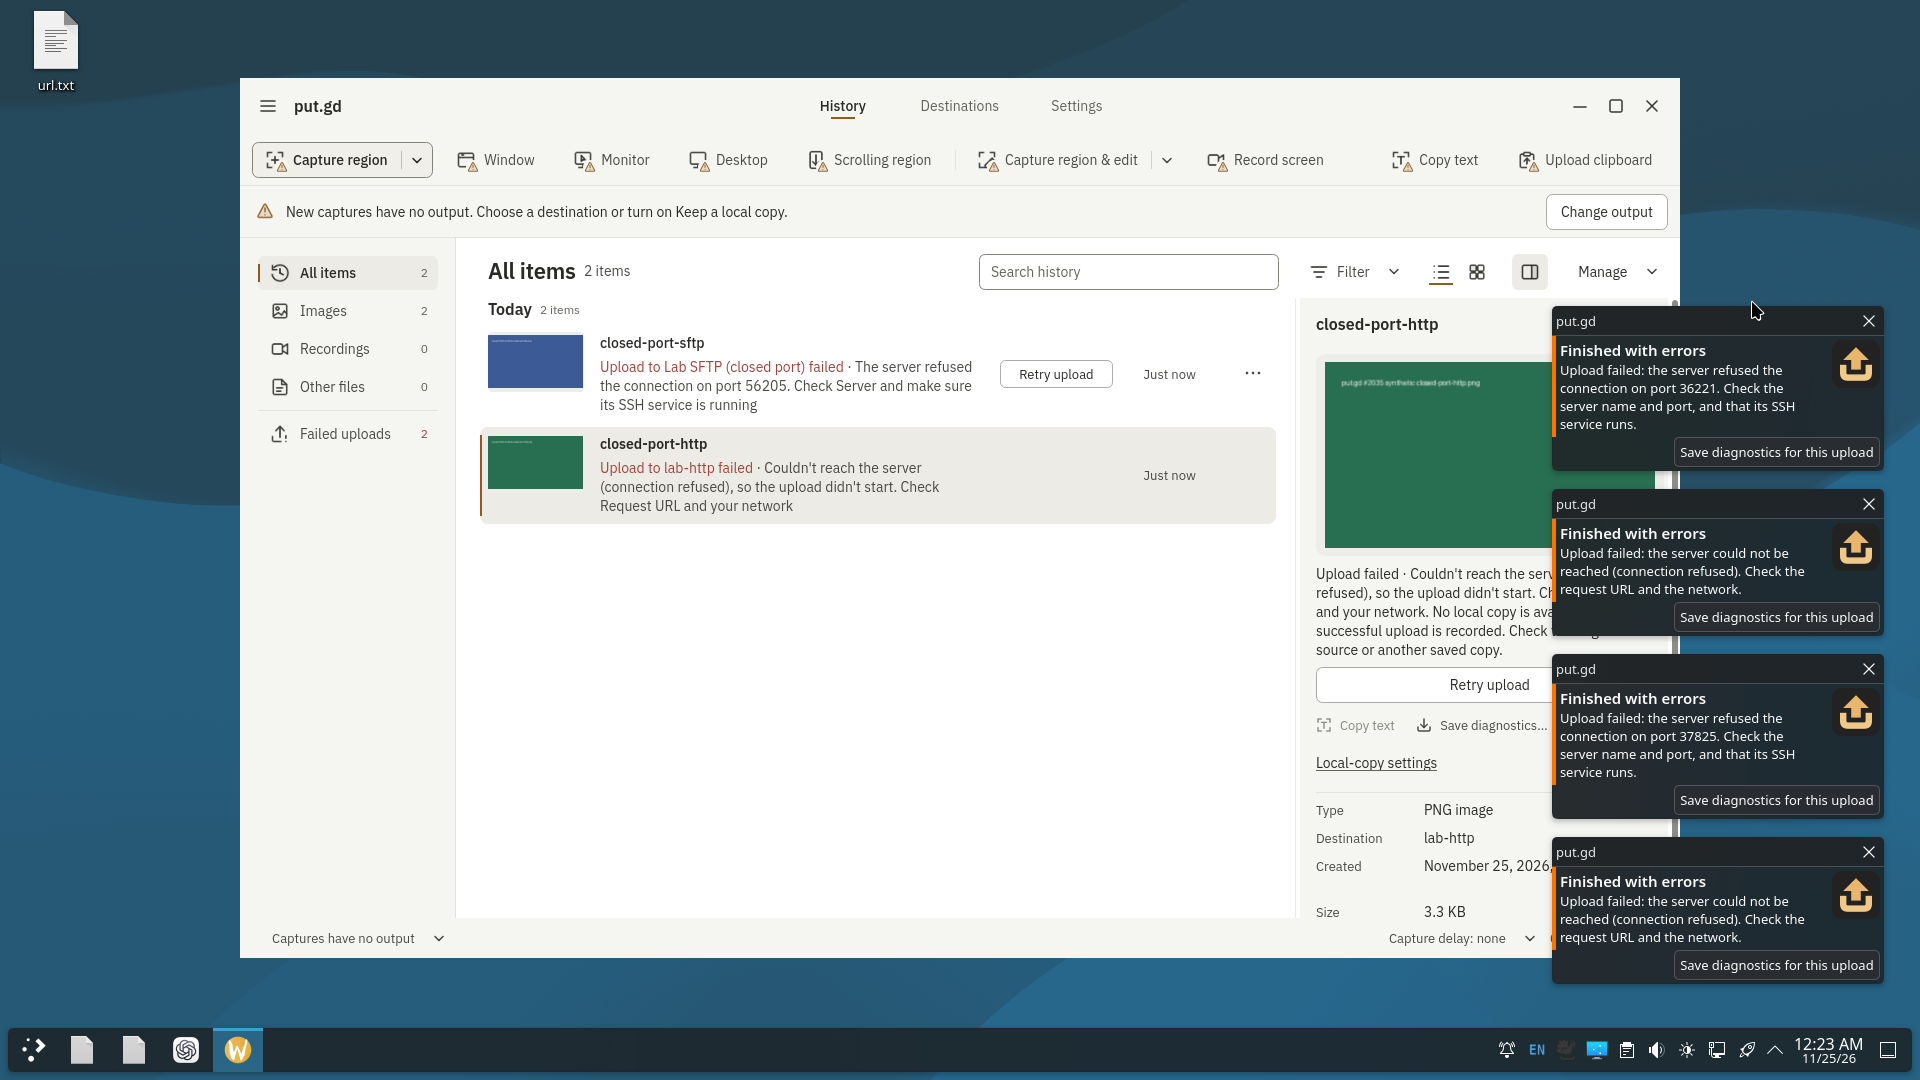 url.txt
put.gd
History
Destinations
Settings
Capture region
Window
Monitor
Desktop
Scrolling region
Capture region & edit
Record screen
Copy text
Upload clipboard
New captures have no output. Choose a destination or turn on Keep a local copy.
Change output
All items 2
Images 2
Recordings 0
Other files 0
Failed uploads 2
All items 2 items
Search history
Filter
Manage
Today 2 items
closed-port-sftp
Upload to Lab SFTP (closed port) failed · The server refused
the connection on port 56205. Check Server and make sure
its SSH service is running
Retry upload
Just now
closed-port-http
Upload to lab-http failed · Couldn't reach the server
(connection refused), so the upload didn't start. Check
Request URL and your network
Just now
closed-port-http
put.gd #2035 synthetic closed-port-http.png
Upload failed · Couldn't reach the
refused), so the upload didn't start.
and your network. No local copy is
successful upload is recorded. Check
source or another saved copy.
Retry upload
Copy text
Save diagnostics...
Local-copy settings
Type PNG image
Destination lab-http
Created November 25, 2026,
Size 3.3 KB
Captures have no output
Capture delay: none
put.gd
Finished with errors
Upload failed: the server refused the
connection on port 36221. Check the
server name and port, and that its SSH
service runs.
Save diagnostics for this upload
put.gd
Finished with errors
Upload failed: the server could not be
reached (connection refused). Check the
request URL and the network.
Save diagnostics for this upload
put.gd
Finished with errors
Upload failed: the server refused the
connection on port 37825. Check the
server name and port, and that its SSH
service runs.
Save diagnostics for this upload
put.gd
Finished with errors
Upload failed: the server could not be
reached (connection refused). Check the
request URL and the network.
Save diagnostics for this upload
W
EN
12:23 AM
11/25/26